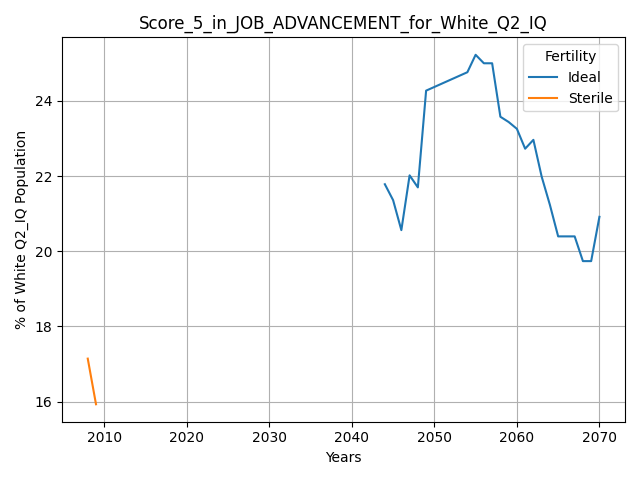 Score_5_in_JOB_ADVANCEMENT_for_White_Q2_IQ
Fertility
Ideal
Sterile
% of White Q2_IQ Population
24
22
20
18
16
2010 2020 2030 2040 2050 2060 2070
Years